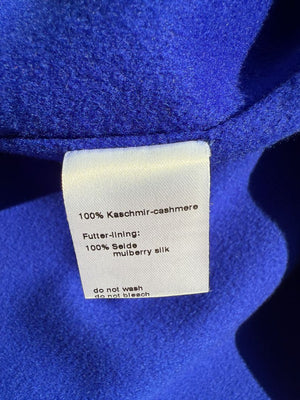 100% Kaschmir-cashmere
Futter-lining:
100% Seide
mulberry silk
do not wash
do not bleach